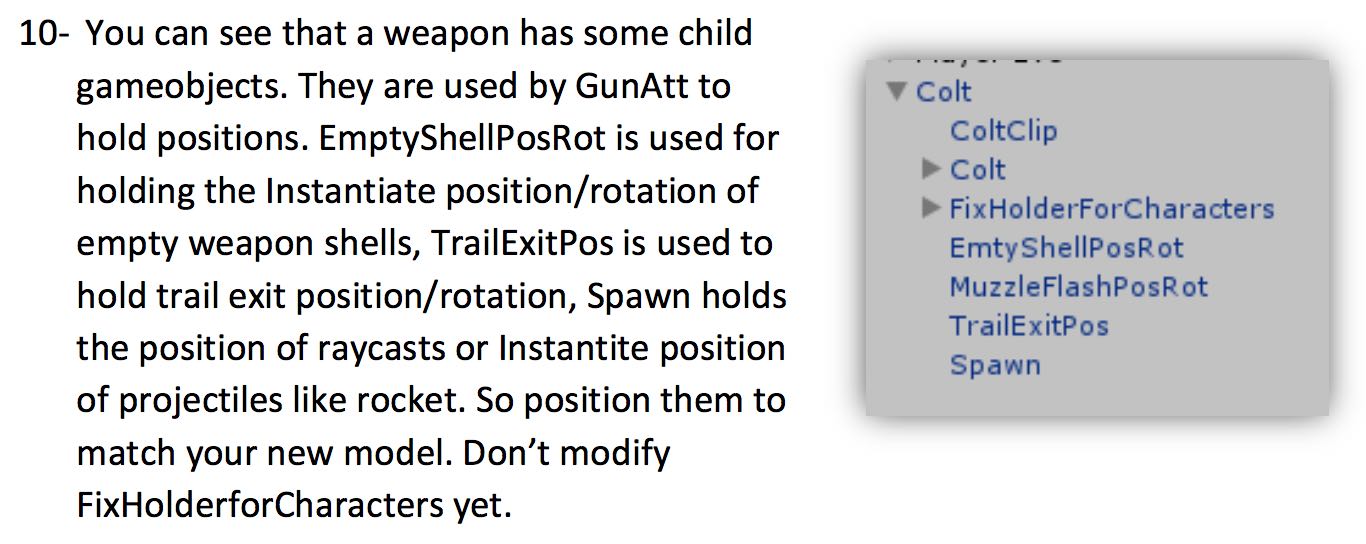 10- You can see that a weapon has some child
gameobjects. They are used by GunAtt to
hold positions. EmptyShellPosRot is used for
holding the Instantiate position/rotation of
empty weapon shells, TrailExitPos is used to
hold trail exit position/rotation, Spawn holds
the position of raycasts or Instantite position
of projectiles like rocket. So position them to
match your new model. Don’t modify
FixHolderforCharacters yet.
Colt
ColtClip
Colt
FixHolderForCharacters
EmtyShellPosRot
MuzzleFlashPosRot
TrailExitPos
Spawn